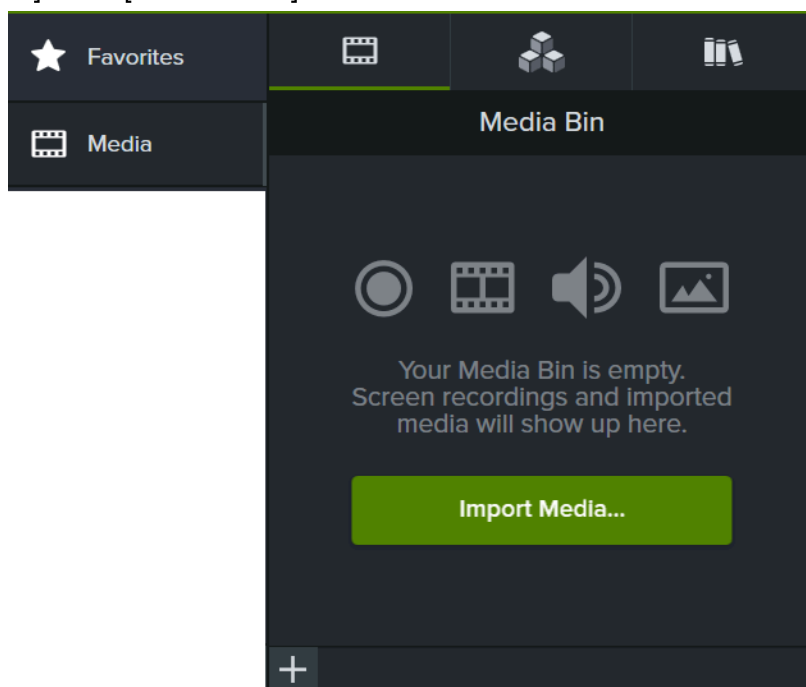 Favorites
Media
Media Bin
Your Media Bin is empty.
Screen recordings and imported
media will show up here.
Import Media...